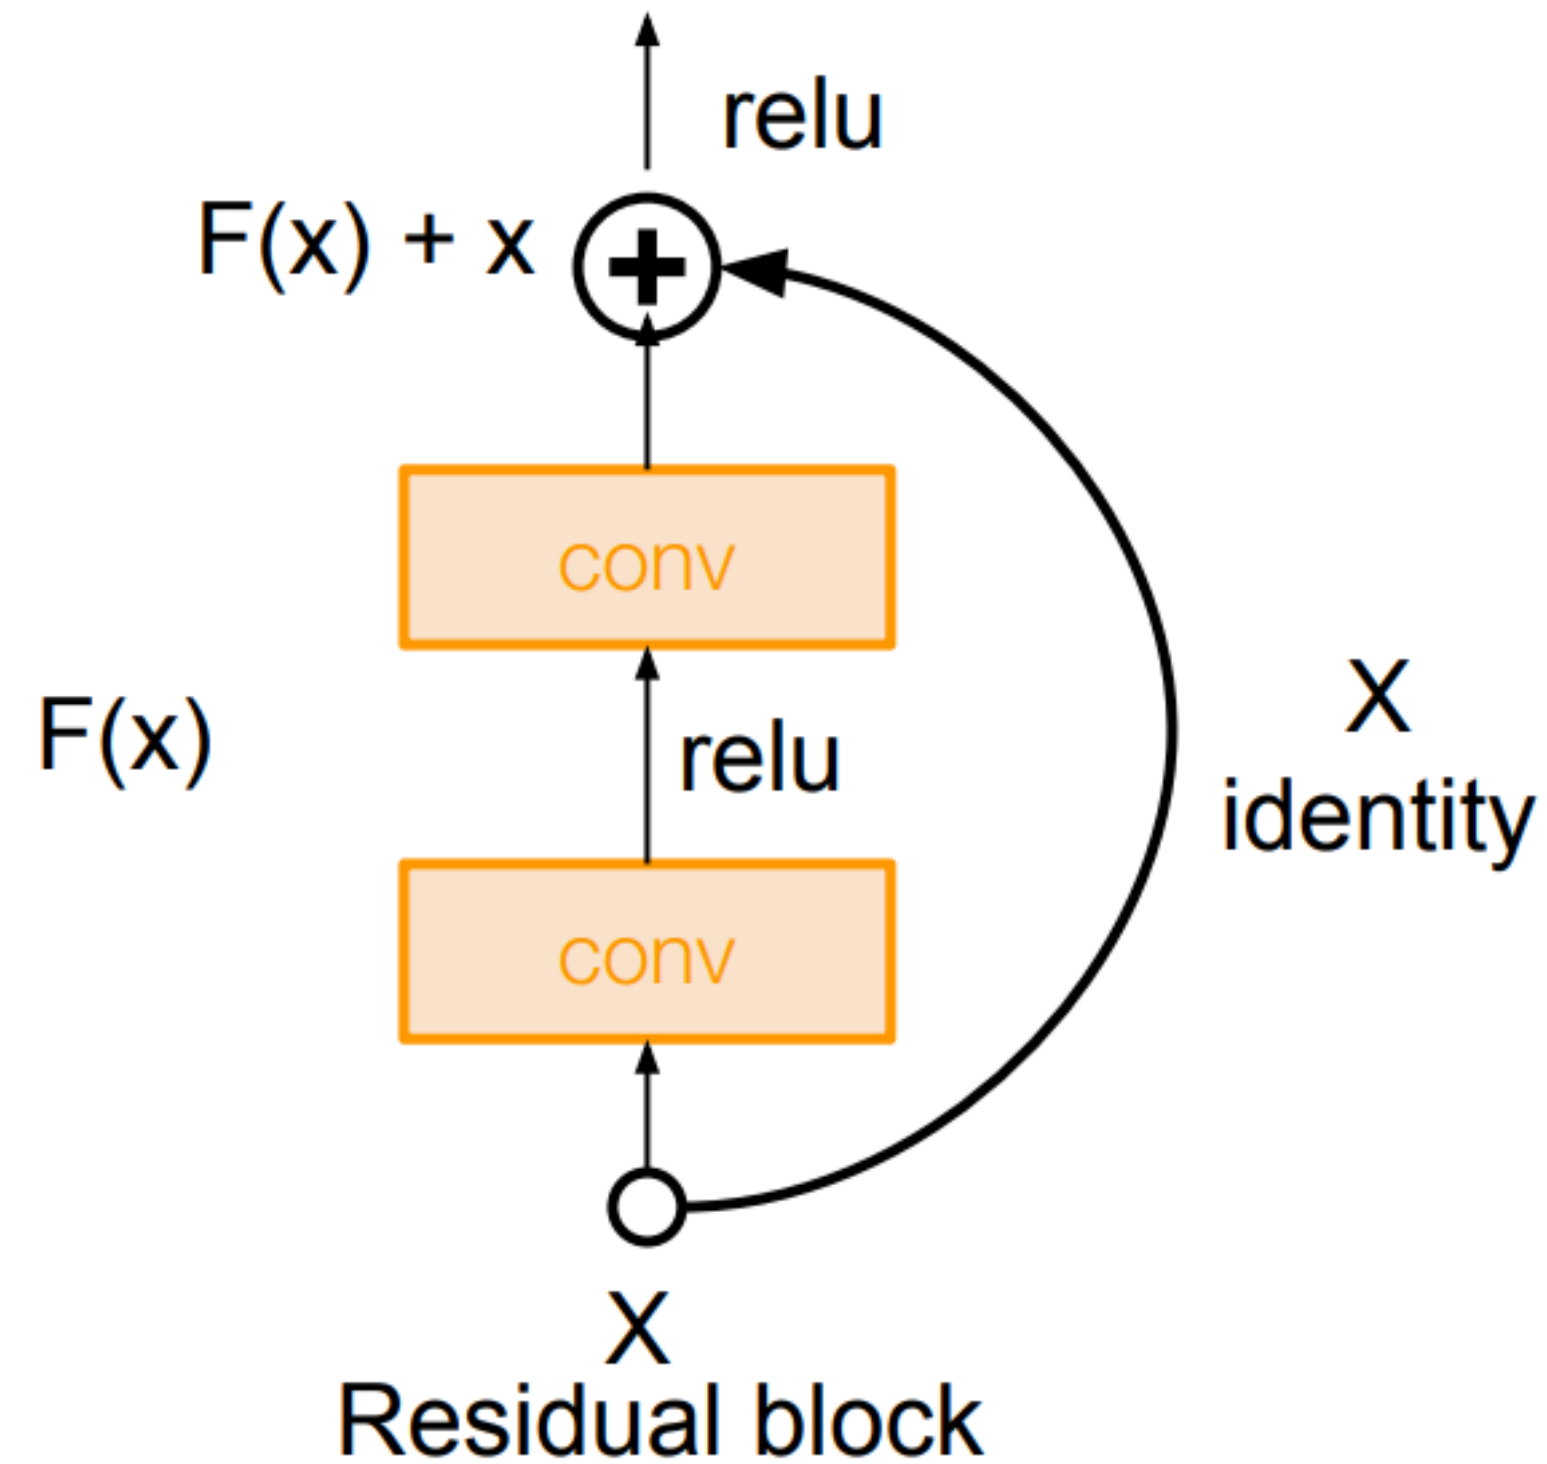 relu
F(x) + x
conv
F(x)
relu
X
identity
conv
X
Residual block